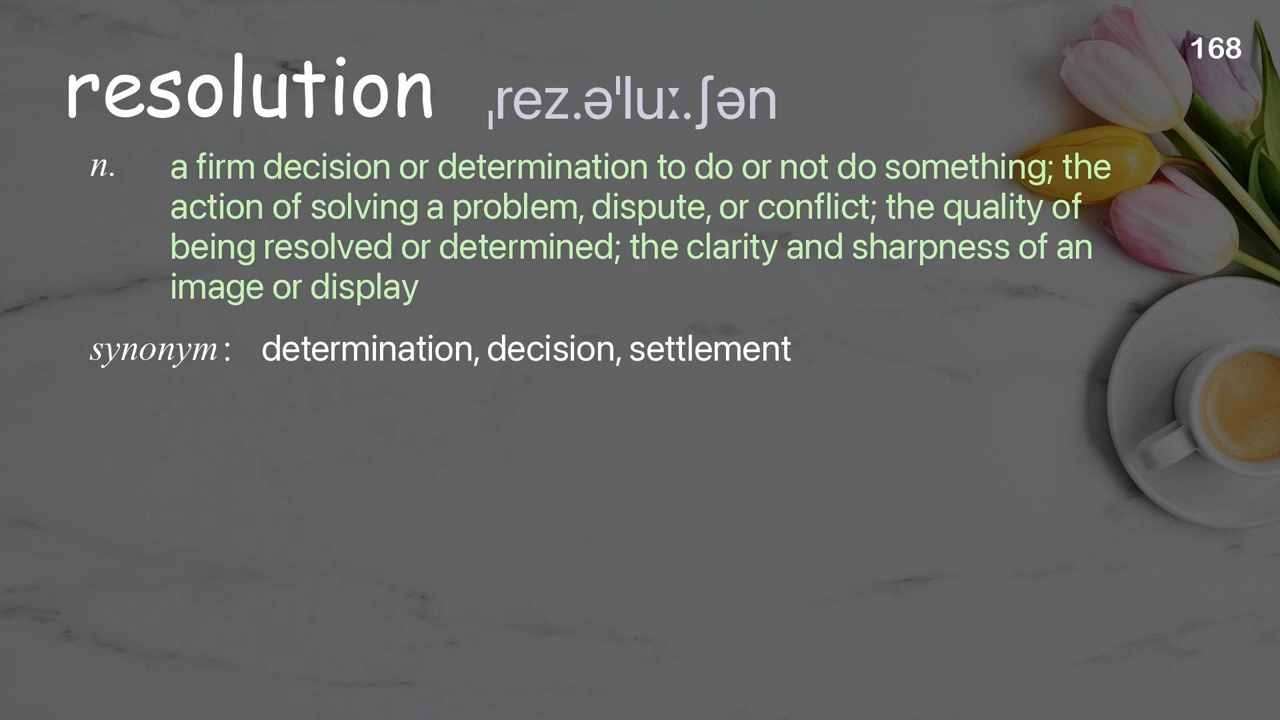 168
resolution ˌrez.əˈluː.ʃən
n. a firm decision or determination to do or not do something; the
action of solving a problem, dispute, or conflict; the quality of
being resolved or determined; the clarity and sharpness of an
image or display
synonym: determination, decision, settlement